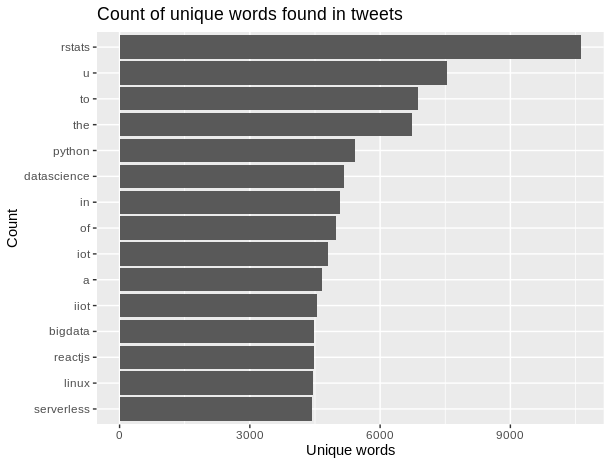 Count of unique words found in tweets
rstats
u
to
the
python
datascience
in
of
iot
a
iiot
bigdata
reactjs
linux
serverless
Count
0 3000 6000 9000
Unique words